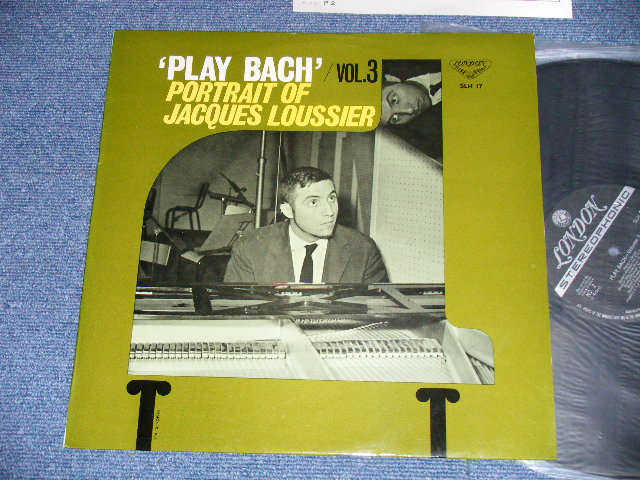 'PLAY BACH' / VOL.3
PORTRAIT OF
JACQUES LOUSSIER
LONDON
SLH 17
LONDON
STEREOPHONIC